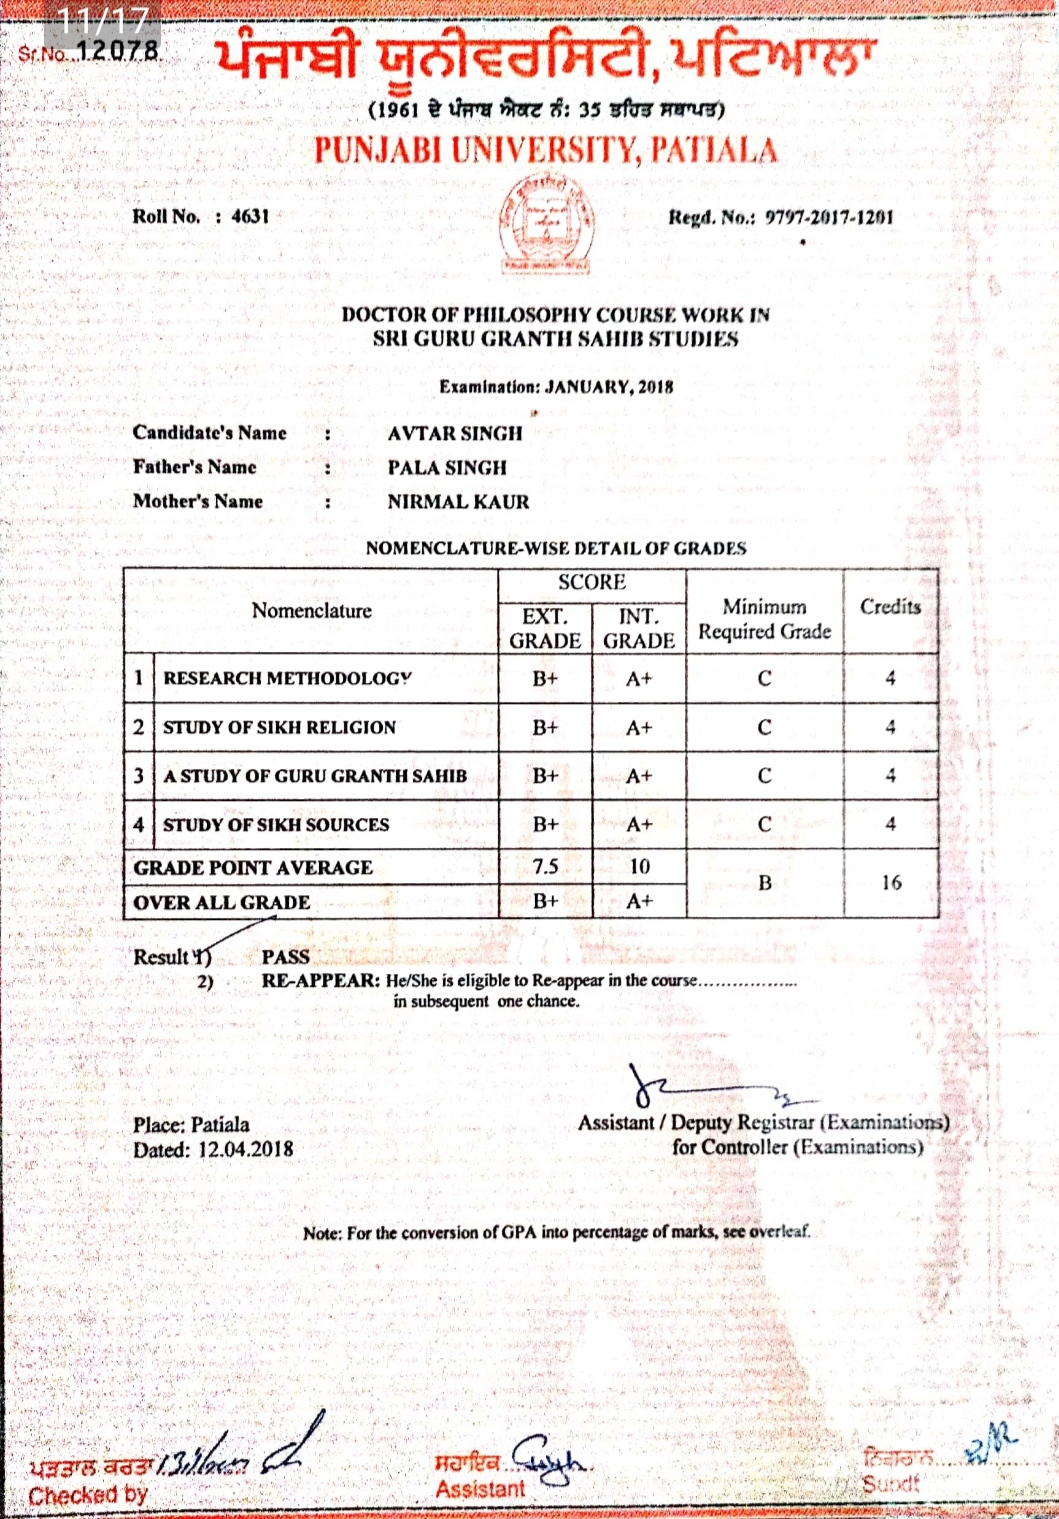 11/17
Sr.No. 12078
ਪੰਜਾਬੀ ਯੂਨੀਵਰਸਿਟੀ, ਪਟਿਆਲਾ
(1961 ਦੇ ਪੰਜਾਬ ਐਕਟ ਨੰ: 35 ਤਹਿਤ ਸਥਾਪਤ)
PUNJABI UNIVERSITY, PATIALA
Roll No. : 4631 Regd. No.: 9797-2017-1201
DOCTOR OF PHILOSOPHY COURSE WORK IN
SRI GURU GRANTH SAHIB STUDIES
Examination: JANUARY, 2018
Candidate's Name : AVTAR SINGH
Father's Name : PALA SINGH
Mother's Name : NIRMAL KAUR
NOMENCLATURE-WISE DETAIL OF GRADES
Nomenclature SCORE Minimum Required Grade Credits
EXT. GRADE INT. GRADE
1 RESEARCH METHODOLOGY B+ A+ C 4
2 STUDY OF SIKH RELIGION B+ A+ C 4
3 A STUDY OF GURU GRANTH SAHIB B+ A+ C 4
4 STUDY OF SIKH SOURCES B+ A+ C 4
GRADE POINT AVERAGE 7.5 10 B 16
OVER ALL GRADE B+ A+
Result 1) PASS
2) RE-APPEAR: He/She is eligible to Re-appear in the course..................
in subsequent one chance.
Place: Patiala
Dated: 12.04.2018
Assistant / Deputy Registrar (Examinations)
for Controller (Examinations)
Note: For the conversion of GPA into percentage of marks, see overleaf.
ਪੜਤਾਲ ਕਰਤਾ
Checked by
ਸਹਾਇਕ
Assistant
ਨਿਗਰਾਨ
Supdt